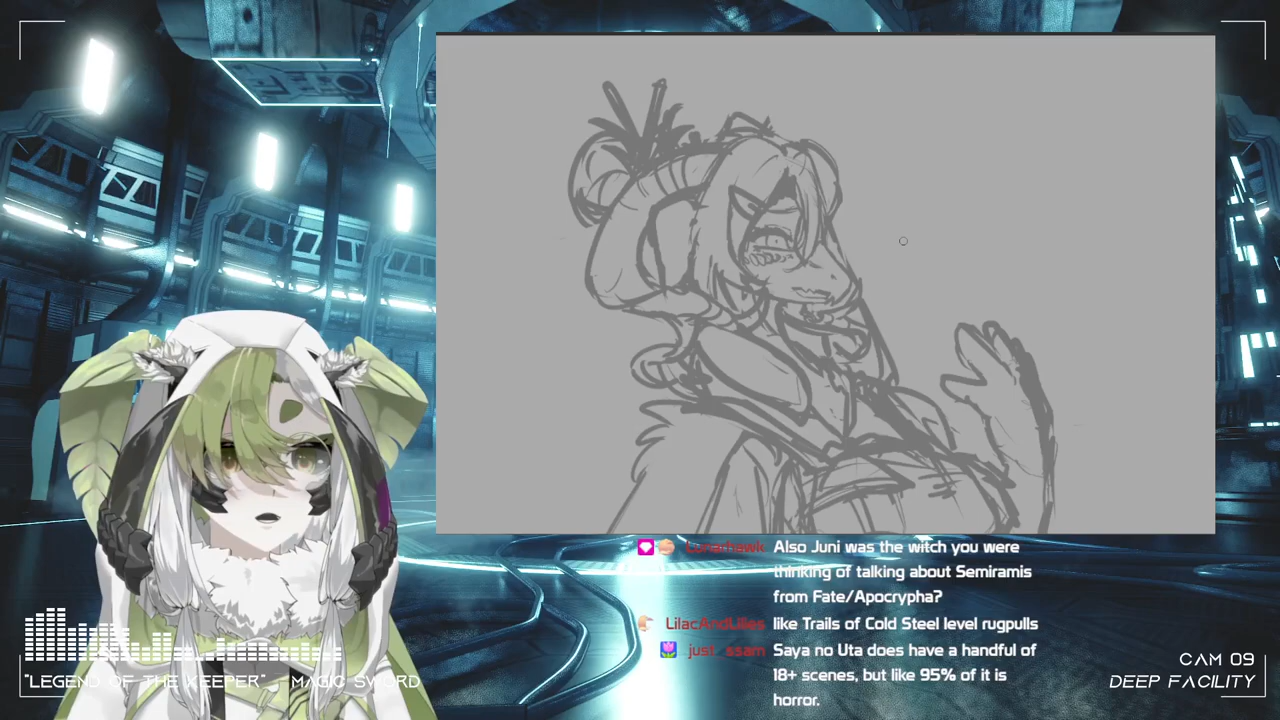 Lunarhawk Also Juni was the witch you were
thinking of talking about Semiramis
from Fate/Apocrypha?
LilacAndLilies like Trails of Cold Steel level rugpulls
just_ssam Saya no Uta does have a handful of
18+ scenes, but like 95% of it is
horror.
"LEGEND OF THE KEEPER" - MAGIC SWORD
CAM 09
DEEP FACILITY